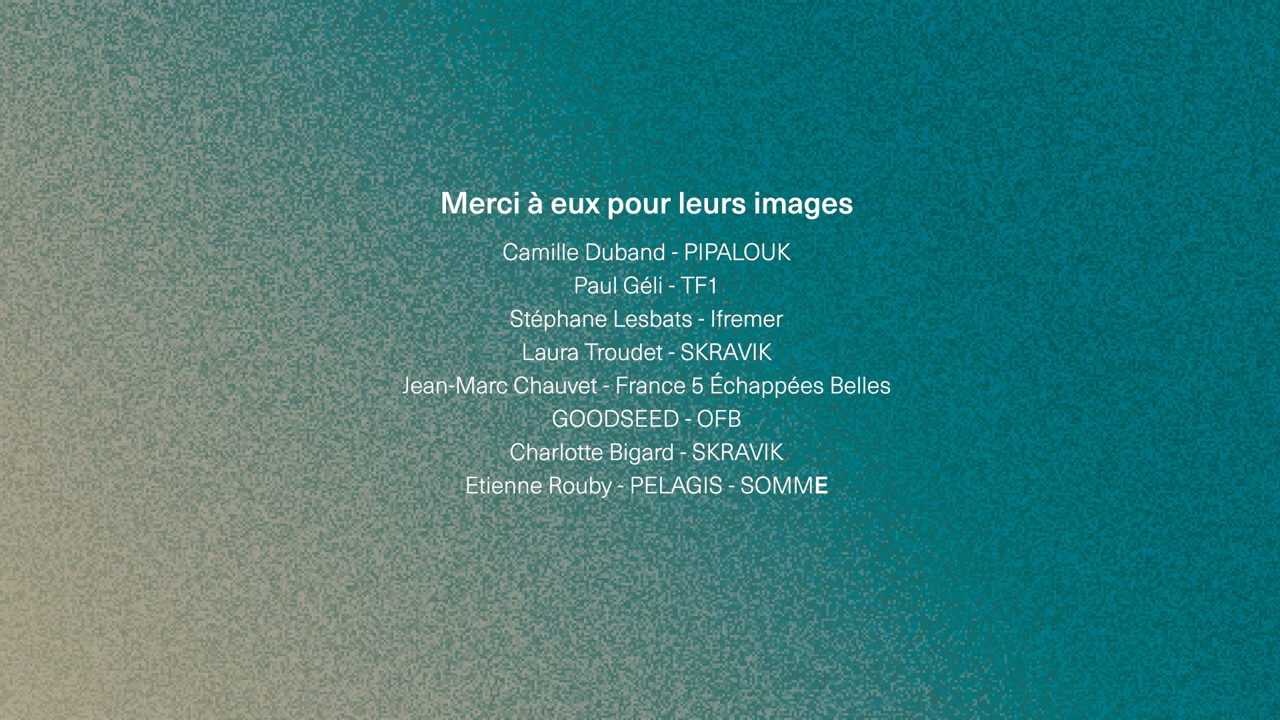 Merci à eux pour leurs images
Camille Duband - PIPALOUK
Paul Géli - TF1
Stéphane Lesbats - Ifremer
Laura Troudet - SKRAVIK
Jean-Marc Chauvet - France 5 Échappées Belles
GOODSEED - OFB
Charlotte Bigard - SKRAVIK
Etienne Rouby - PELAGIS - SOMME